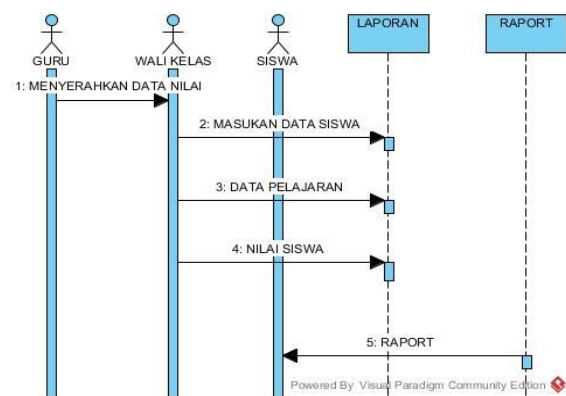 LAPORAN
RAPORT
GURU
WALI KELAS
SISWA
1: MENYERAHKAN DATA NILAI
2: MASUKAN DATA SISWA
3: DATA PELAJARAN
4: NILAI SISWA
5: RAPORT
Powered By Visual Paradigm Community Edition